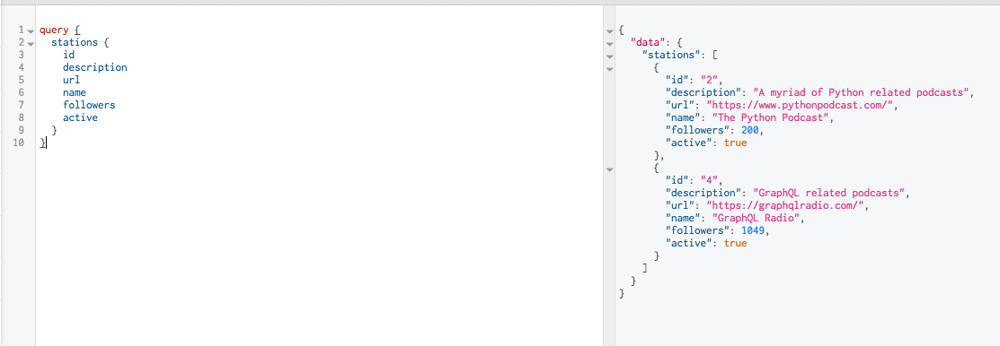 1 query {
2 stations {
3 id
4 description
5 url
6 name
7 followers
8 active
9 }
10 }
{
"data": {
"stations": [
{
"id": "2",
"description": "A myriad of Python related podcasts",
"url": "https://www.pythonpodcast.com/",
"name": "The Python Podcast",
"followers": 200,
"active": true
},
{
"id": "4",
"description": "GraphQL related podcasts",
"url": "https://graphqlradio.com/",
"name": "GraphQL Radio",
"followers": 1049,
"active": true
}
]
}
}